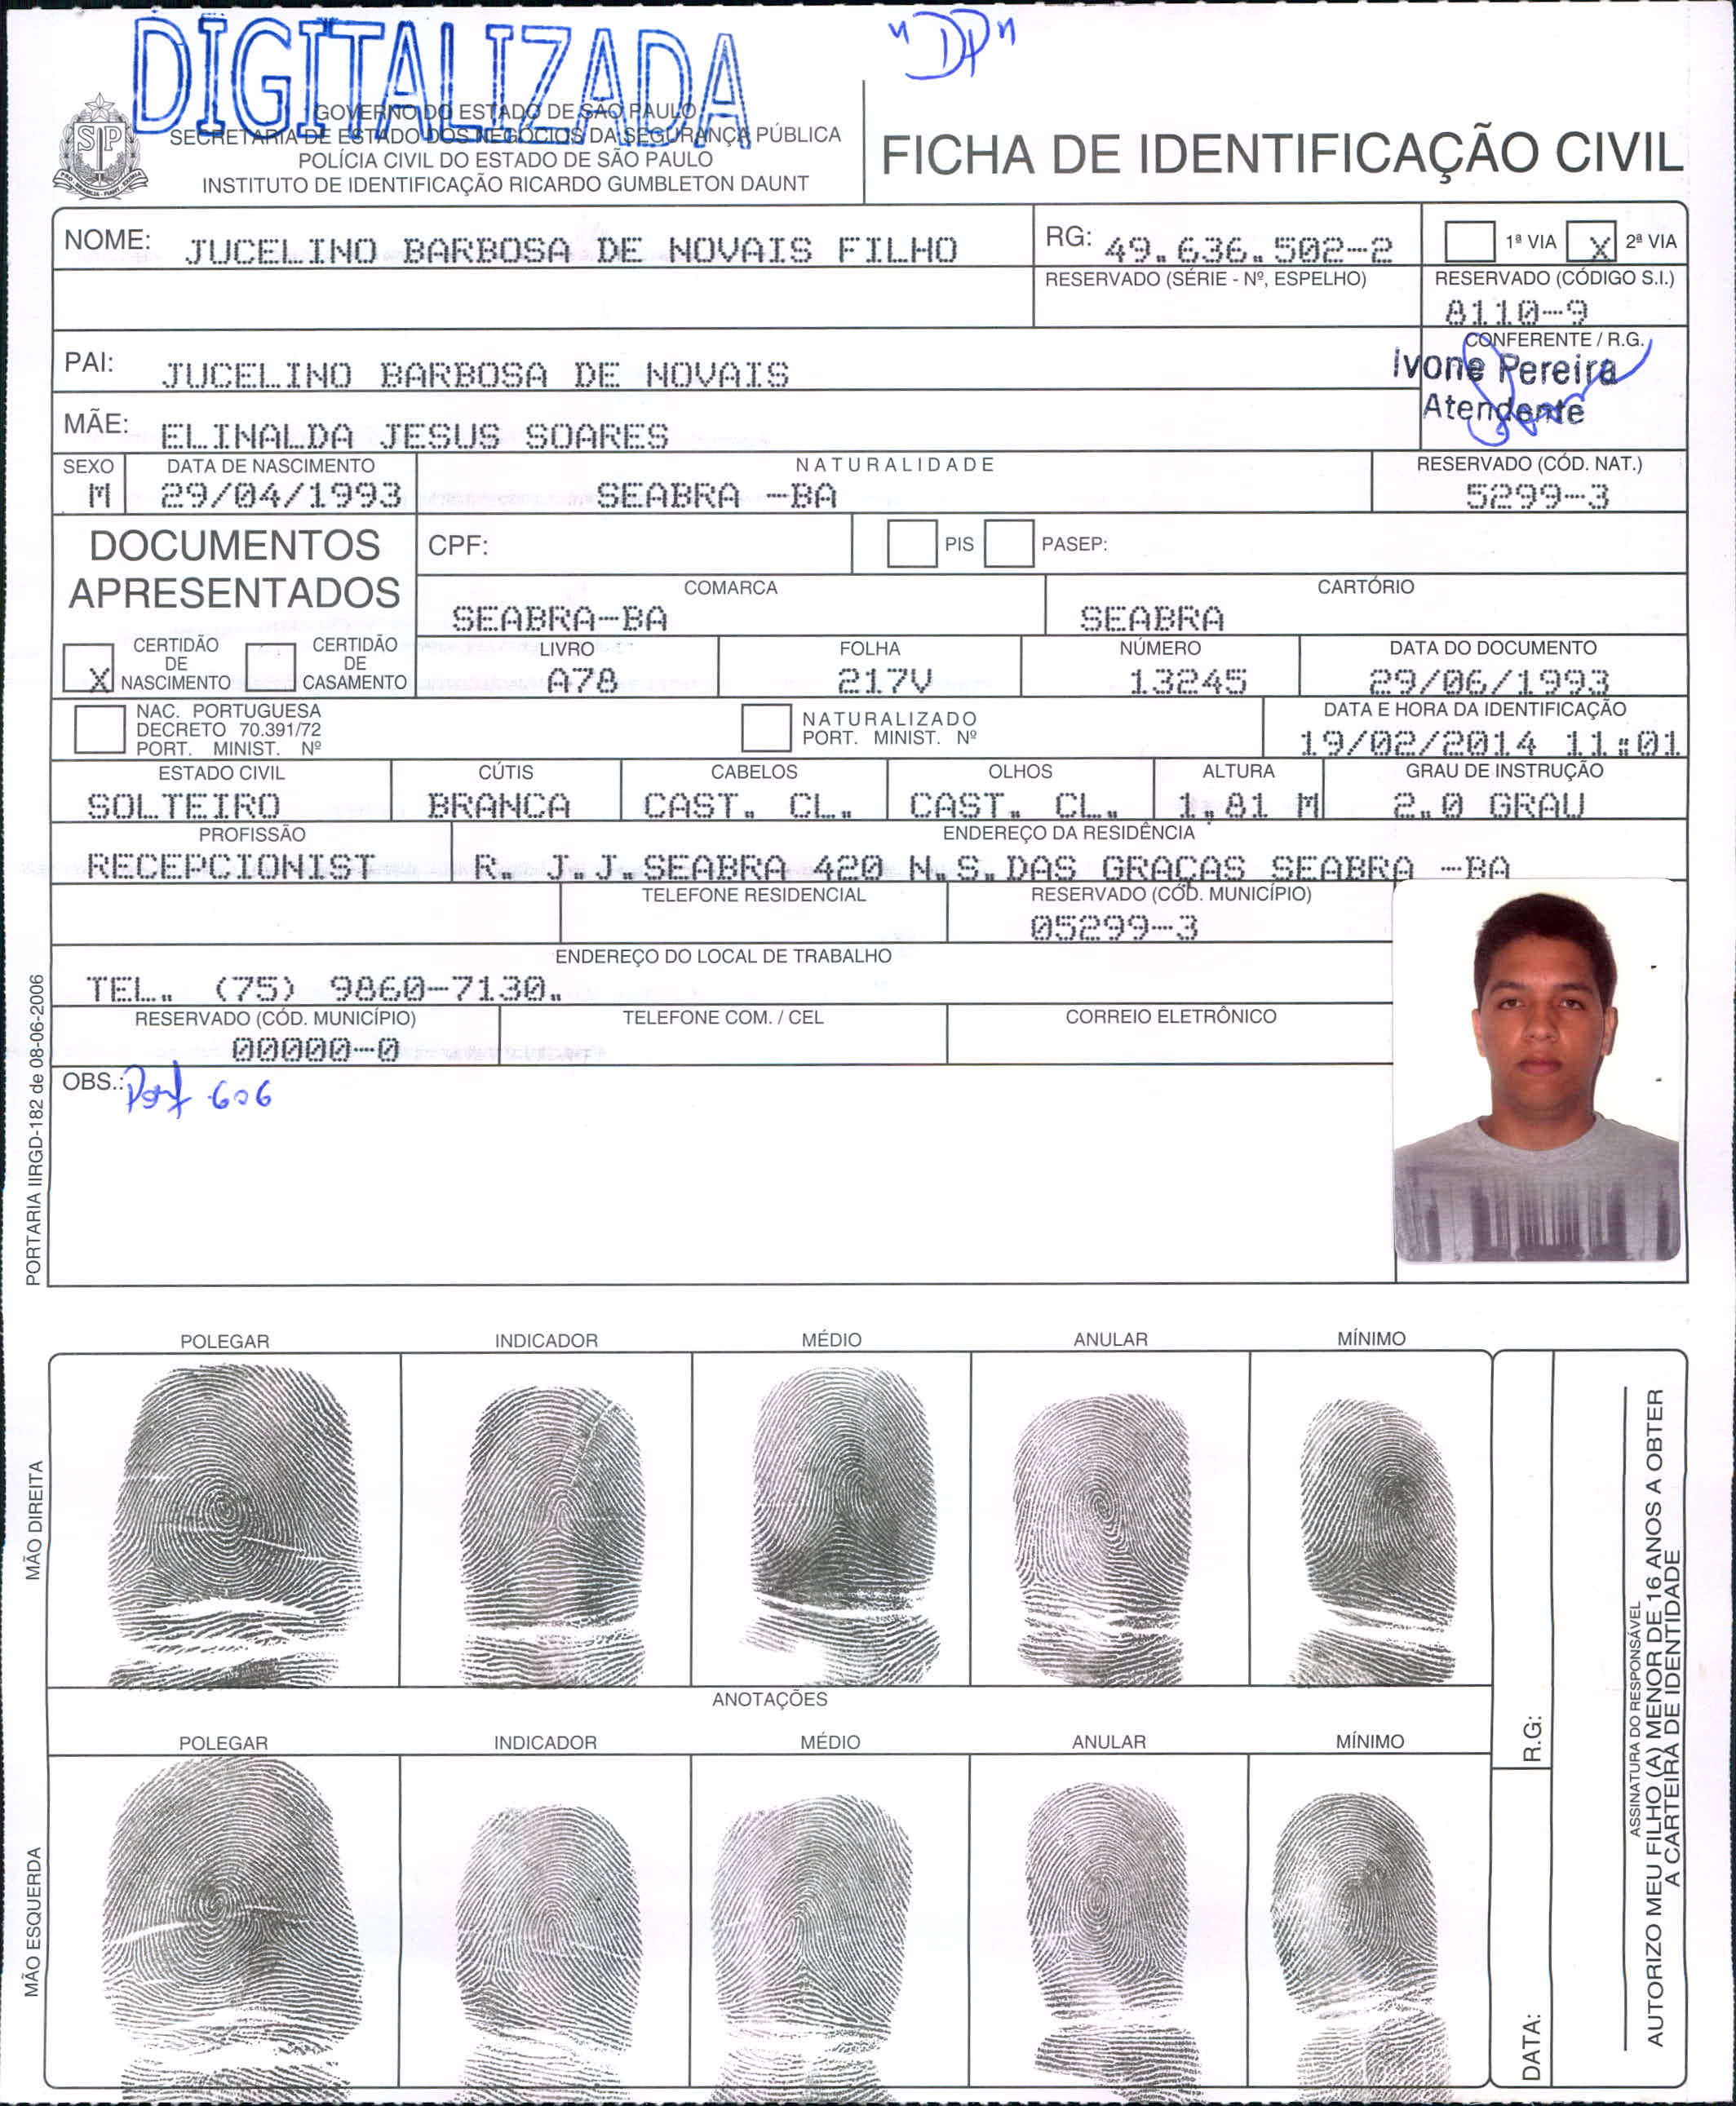 DIGITALIZADA
"DP"
GOVERNO DO ESTADO DE SÃO PAULO
SECRETARIA DE ESTADO DOS NEGÓCIOS DA SEGURANÇA PÚBLICA
POLÍCIA CIVIL DO ESTADO DE SÃO PAULO
INSTITUTO DE IDENTIFICAÇÃO RICARDO GUMBLETON DAUNT
SP
FICHA DE IDENTIFICAÇÃO CIVIL
NOME: JUCELINO BARBOSA DE NOVAIS FILHO
RG: 49.636.502-2
1ª VIA X 2ª VIA
RESERVADO (SÉRIE - Nº, ESPELHO)
RESERVADO (CÓDIGO S.I.)
8110-9
PAI: JUCELINO BARBOSA DE NOVAIS
CONFERENTE / R.G.
Ivone Pereira
Atendente
MÃE: ELINALDA JESUS SOARES
SEXO
M
DATA DE NASCIMENTO
29/04/1993
NATURALIDADE
SEABRA -BA
RESERVADO (CÓD. NAT.)
5299-3
DOCUMENTOS
APRESENTADOS
CPF:
PIS
PASEP:
COMARCA
SEABRA-BA
CARTÓRIO
SEABRA
X CERTIDÃO
DE
NASCIMENTO
CERTIDÃO
DE
CASAMENTO
LIVRO
A78
FOLHA
217V
NÚMERO
13245
DATA DO DOCUMENTO
29/06/1993
NAC. PORTUGUESA
DECRETO 70.391/72
PORT. MINIST. Nº
NATURALIZADO
PORT. MINIST. Nº
DATA E HORA DA IDENTIFICAÇÃO
19/02/2014 11:01
ESTADO CIVIL
SOLTEIRO
CÚTIS
BRANCA
CABELOS
CAST. CL.
OLHOS
CAST. CL.
ALTURA
1,81 M
GRAU DE INSTRUÇÃO
2.0 GRAU
PROFISSÃO
RECEPCIONIST
ENDEREÇO DA RESIDÊNCIA
R. J.J.SEABRA 420 N.S.DAS GRAÇAS SEABRA -BA
TELEFONE RESIDENCIAL
RESERVADO (CÓD. MUNICÍPIO)
05299-3
ENDEREÇO DO LOCAL DE TRABALHO
TEL. (75) 9860-7130.
RESERVADO (CÓD. MUNICÍPIO)
00000-0
TELEFONE COM. / CEL
CORREIO ELETRÔNICO
OBS.: 606
PORTARIA IIRGD-182 de 08-06-2006
POLEGAR INDICADOR MÉDIO ANULAR MÍNIMO
MÃO DIREITA
ANOTAÇÕES
POLEGAR INDICADOR MÉDIO ANULAR MÍNIMO
MÃO ESQUERDA
R.G:
DATA:
ASSINATURA DO RESPONSÁVEL
AUTORIZO MEU FILHO (A) MENOR DE 16 ANOS A OBTER
A CARTEIRA DE IDENTIDADE